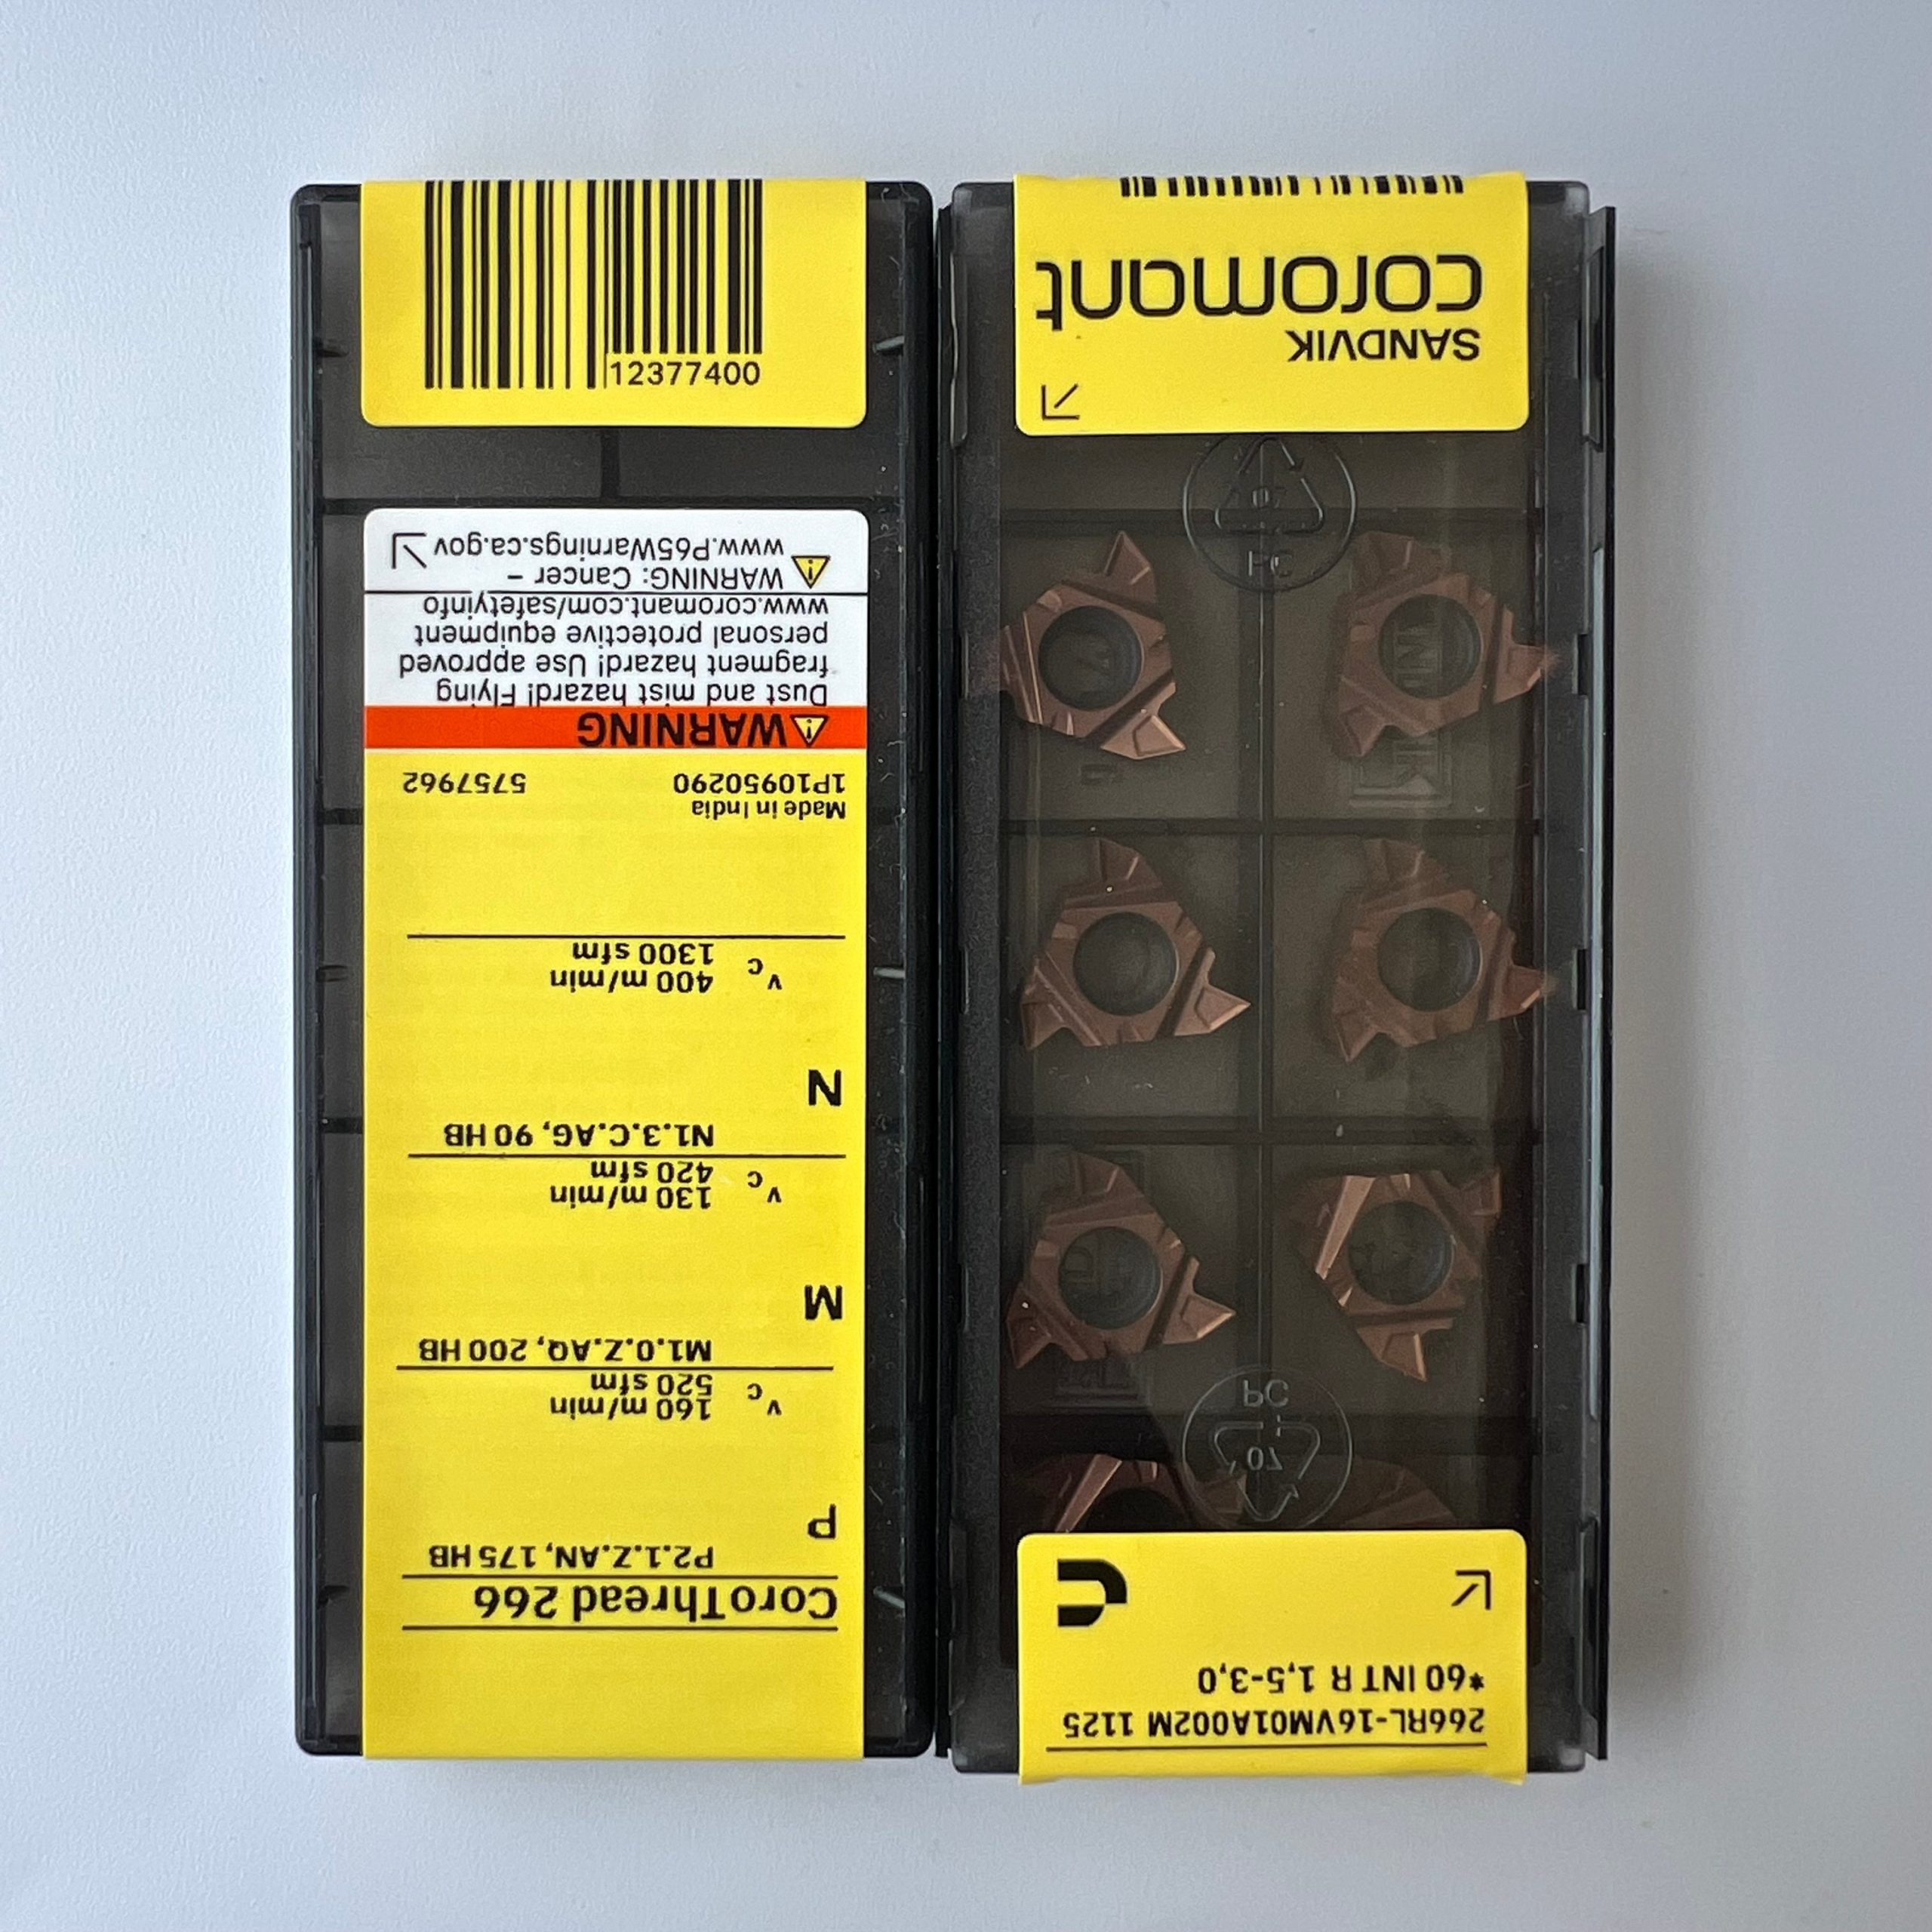 12377400
CoroThread 266
P2.1.Z.AN, 175 HB
P
vc 160 m/min
520 sfm
M1.0.Z.AQ, 200 HB
M
vc 130 m/min
420 sfm
N1.3.C.AG, 90 HB
N
vc 400 m/min
1300 sfm
Made in India
1P10950290 5757962
WARNING
Dust and mist hazard! Flying
fragment hazard! Use approved
personal protective equipment
www.coromant.com/safetyinfo
WARNING: Cancer –
www.P65Warnings.ca.gov
266RL-16VM01A002M 1125
*60 INT R 1,5-3,0
07
PC
07
PC
SANDVIK
coromant